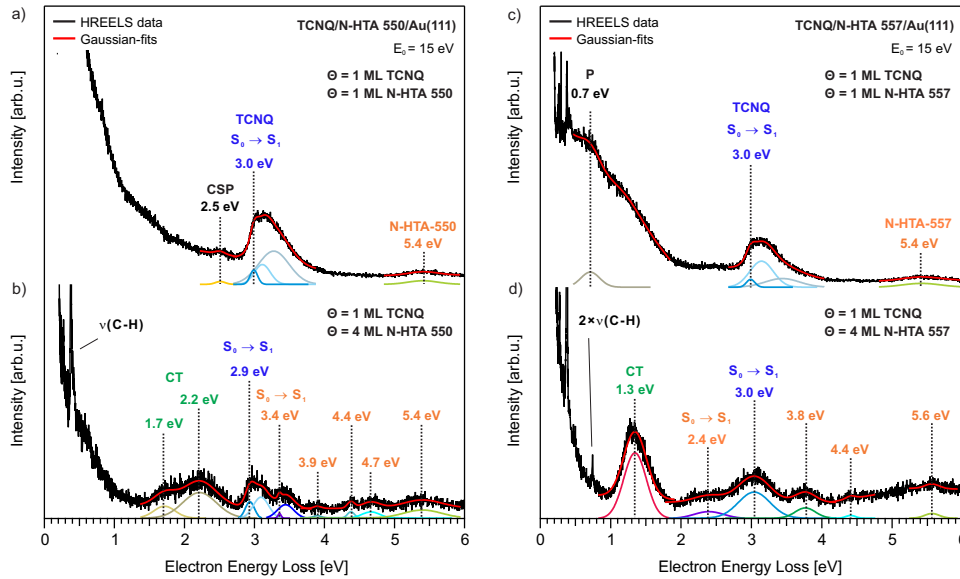 a)
HREELS data
Gaussian-fits
TCNQ/N-HTA 550/Au(111)
E₀ = 15 eV
Θ = 1 ML TCNQ
Θ = 1 ML N-HTA 550
TCNQ
S₀ → S₁
3.0 eV
CSP
2.5 eV
N-HTA-550
5.4 eV
Intensity [arb.u.]
b)
Θ = 1 ML TCNQ
Θ = 4 ML N-HTA 550
ν(C-H)
CT
2.2 eV
1.7 eV
S₀ → S₁
2.9 eV
S₀ → S₁
3.4 eV
3.9 eV
4.4 eV
4.7 eV
5.4 eV
Intensity [arb.u.]
0 1 2 3 4 5 6
Electron Energy Loss [eV]
c)
HREELS data
Gaussian-fits
TCNQ/N-HTA 557/Au(111)
E₀ = 15 eV
Θ = 1 ML TCNQ
Θ = 1 ML N-HTA 557
P
0.7 eV
TCNQ
S₀ → S₁
3.0 eV
N-HTA-557
5.4 eV
Intensity [arb.u.]
d)
Θ = 1 ML TCNQ
Θ = 4 ML N-HTA 557
2×ν(C-H)
CT
1.3 eV
S₀ → S₁
2.4 eV
S₀ → S₁
3.0 eV
3.8 eV
4.4 eV
5.6 eV
Intensity [arb.u.]
0 1 2 3 4 5 6
Electron Energy Loss [eV]